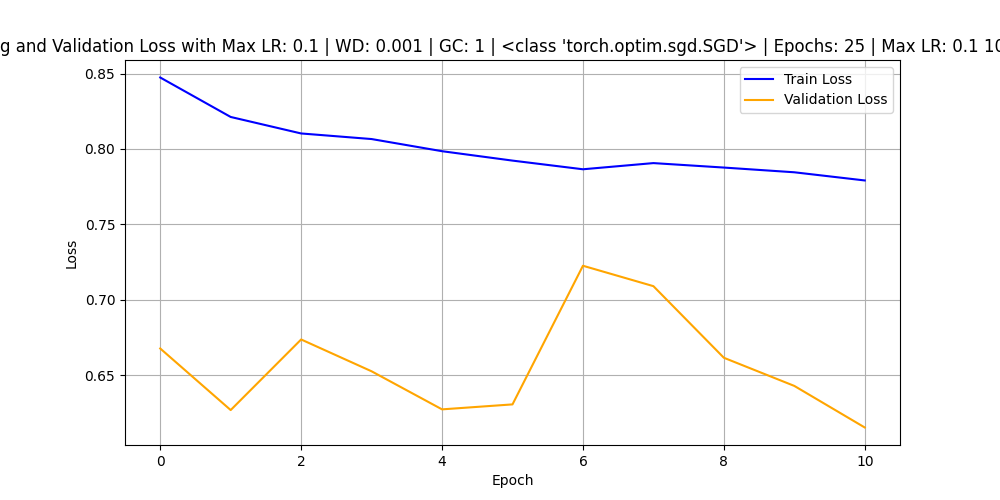 g and Validation Loss with Max LR: 0.1 | WD: 0.001 | GC: 1 | <class 'torch.optim.sgd.SGD'> | Epochs: 25 | Max LR: 0.1 10
Train Loss
Validation Loss
0.85
0.80
0.75
0.70
0.65
Loss
0 2 4 6 8 10
Epoch